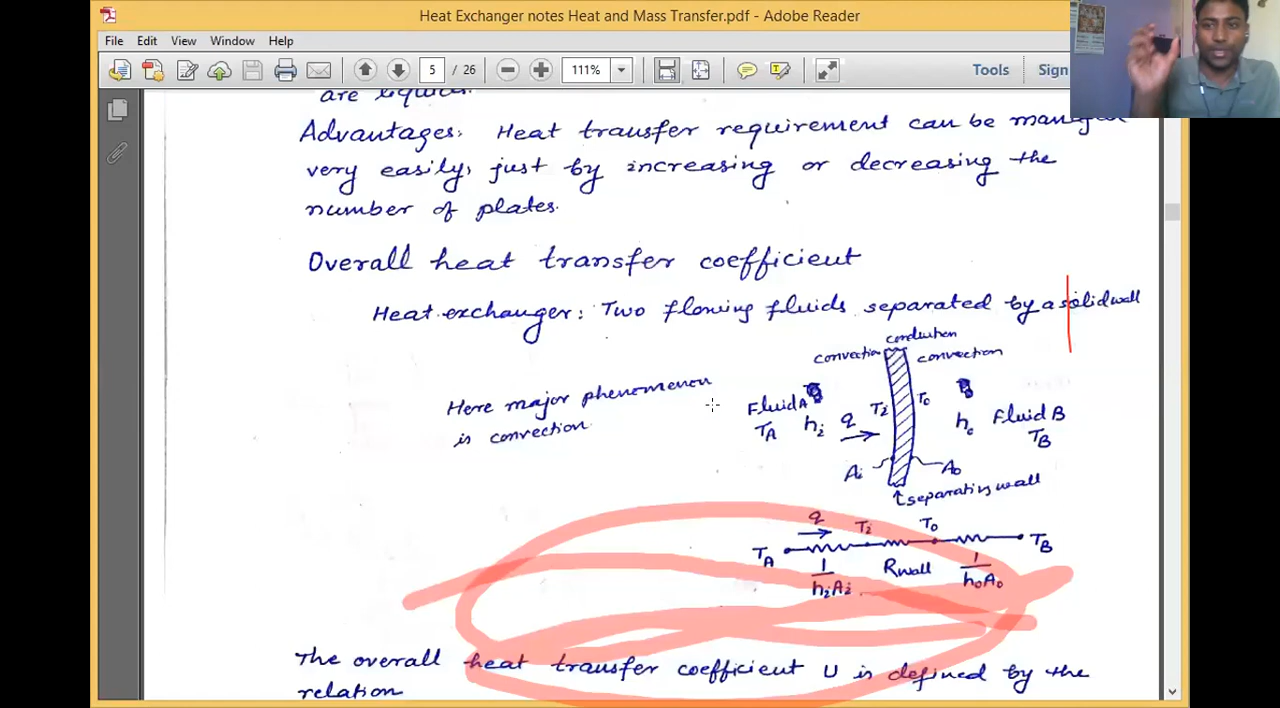 Heat Exchanger notes Heat and Mass Transfer.pdf - Adobe Reader
File Edit View Window Help
5 / 26 111% Tools Sign
are liquids.
Advantages: Heat transfer requirement can be managed
very easily, just by increasing or decreasing the
number of plates.
Overall heat transfer coefficient
Heat exchanger: Two flowing fluids separated by a solid wall
conduction
convection convection
Here major phenomenon
is convection
Fluid A
TA hi q Ti To ho Fluid B
TB
Ai Ao
separating wall
q Ti To
TA TB
1/hiAi Rwall 1/hoAo
The overall heat transfer coefficient U is defined by the
relation